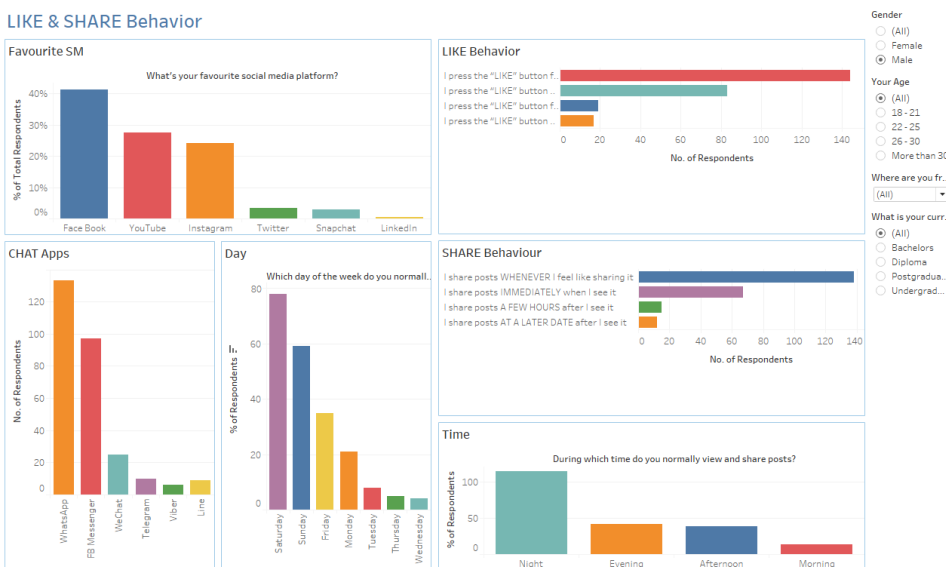 LIKE & SHARE Behavior
Favourite SM
What's your favourite social media platform?
% of Total Respondents
40%
30%
20%
10%
0%
Face Book YouTube Instagram Twitter Snapchat LinkedIn
LIKE Behavior
I press the "LIKE" button f..
I press the "LIKE" button ..
I press the "LIKE" button f..
I press the "LIKE" button ..
0 20 40 60 80 100 120 140
No. of Respondents
CHAT Apps
No. of Respondents
120
100
80
60
40
20
0
WhatsApp FB Messenger WeChat Telegram Viber Line
Day
Which day of the week do you normall..
% of Respondents
80
60
40
20
0
Saturday Sunday Friday Monday Tuesday Thursday Wednesday
SHARE Behaviour
I share posts WHENEVER I feel like sharing it
I share posts IMMEDIATELY when I see it
I share posts A FEW HOURS after I see it
I share posts AT A LATER DATE after I see it
0 20 40 60 80 100 120 140
No. of Respondents
Time
During which time do you normally view and share posts?
% of Respondents
100
50
0
Night Evening Afternoon Morning
Gender
(All)
Female
Male
Your Age
(All)
18 - 21
22 - 25
26 - 30
More than 30
Where are you fr..
(All)
What is your curr..
(All)
Bachelors
Diploma
Postgradua...
Undergrad...